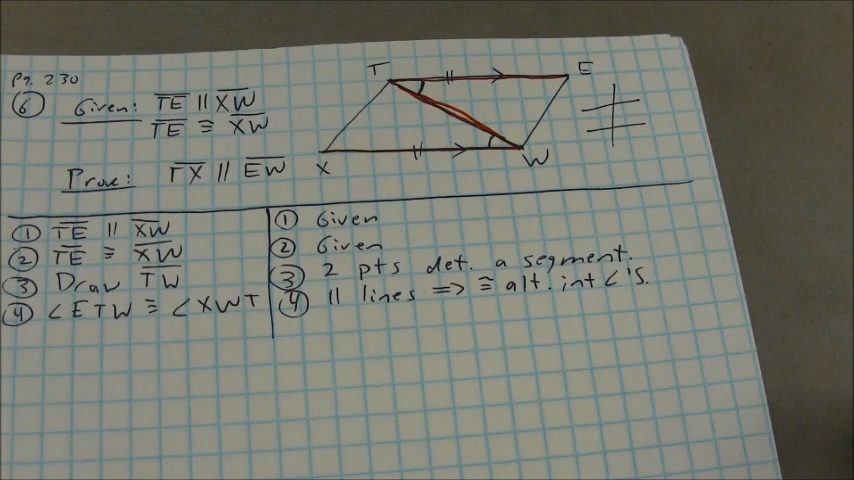 Pg. 230
⑥ Given: TE || XW
TE ≅ XW
Prove: TX || EW
T E
X W
① TE || XW ① Given
② TE ≅ XW ② Given
③ Draw TW ③ 2 pts det. a segment.
④ <ETW ≅ <XWT ④ || lines => ≅ alt. int <'s.